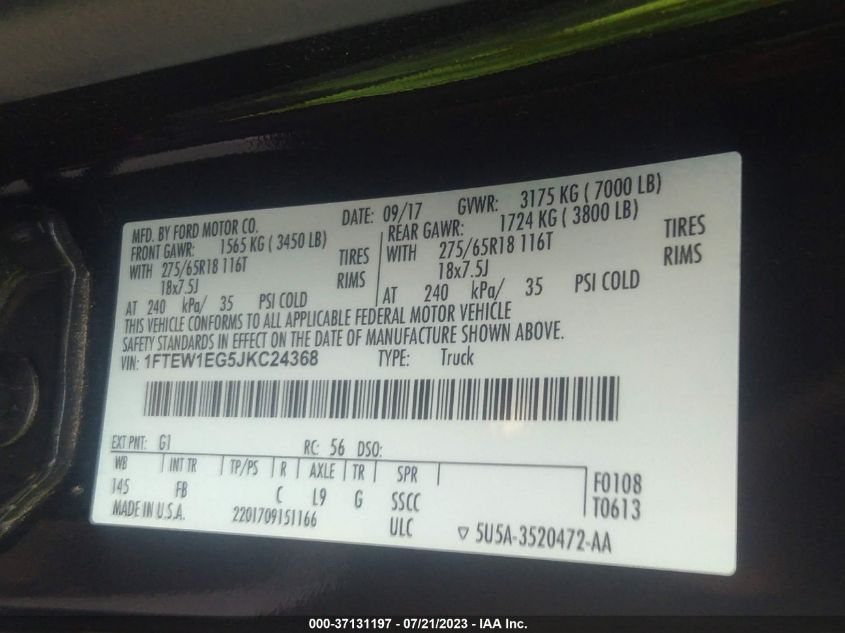 MFD. BY FORD MOTOR CO. DATE: 09/17 GVWR: 3175 KG ( 7000 LB)
FRONT GAWR: 1565 KG ( 3450 LB) REAR GAWR: 1724 KG ( 3800 LB)
WITH 275/65R18 116T TIRES WITH 275/65R18 116T TIRES
18x7.5J RIMS 18x7.5J RIMS
AT 240 kPa/ 35 PSI COLD AT 240 kPa/ 35 PSI COLD
THIS VEHICLE CONFORMS TO ALL APPLICABLE FEDERAL MOTOR VEHICLE
SAFETY STANDARDS IN EFFECT ON THE DATE OF MANUFACTURE SHOWN ABOVE.
VIN: 1FTEW1EG5JKC24368 TYPE: Truck
EXT PNT: G1 RC: 56 DSO:
WB INT TR TP/PS R AXLE TR SPR F0108
145 FB C L9 G SSCC T0613
MADE IN U.S.A. 2201709151166 ULC ▽ 5U5A-3520472-AA
000-37131197 - 07/21/2023 - IAA Inc.